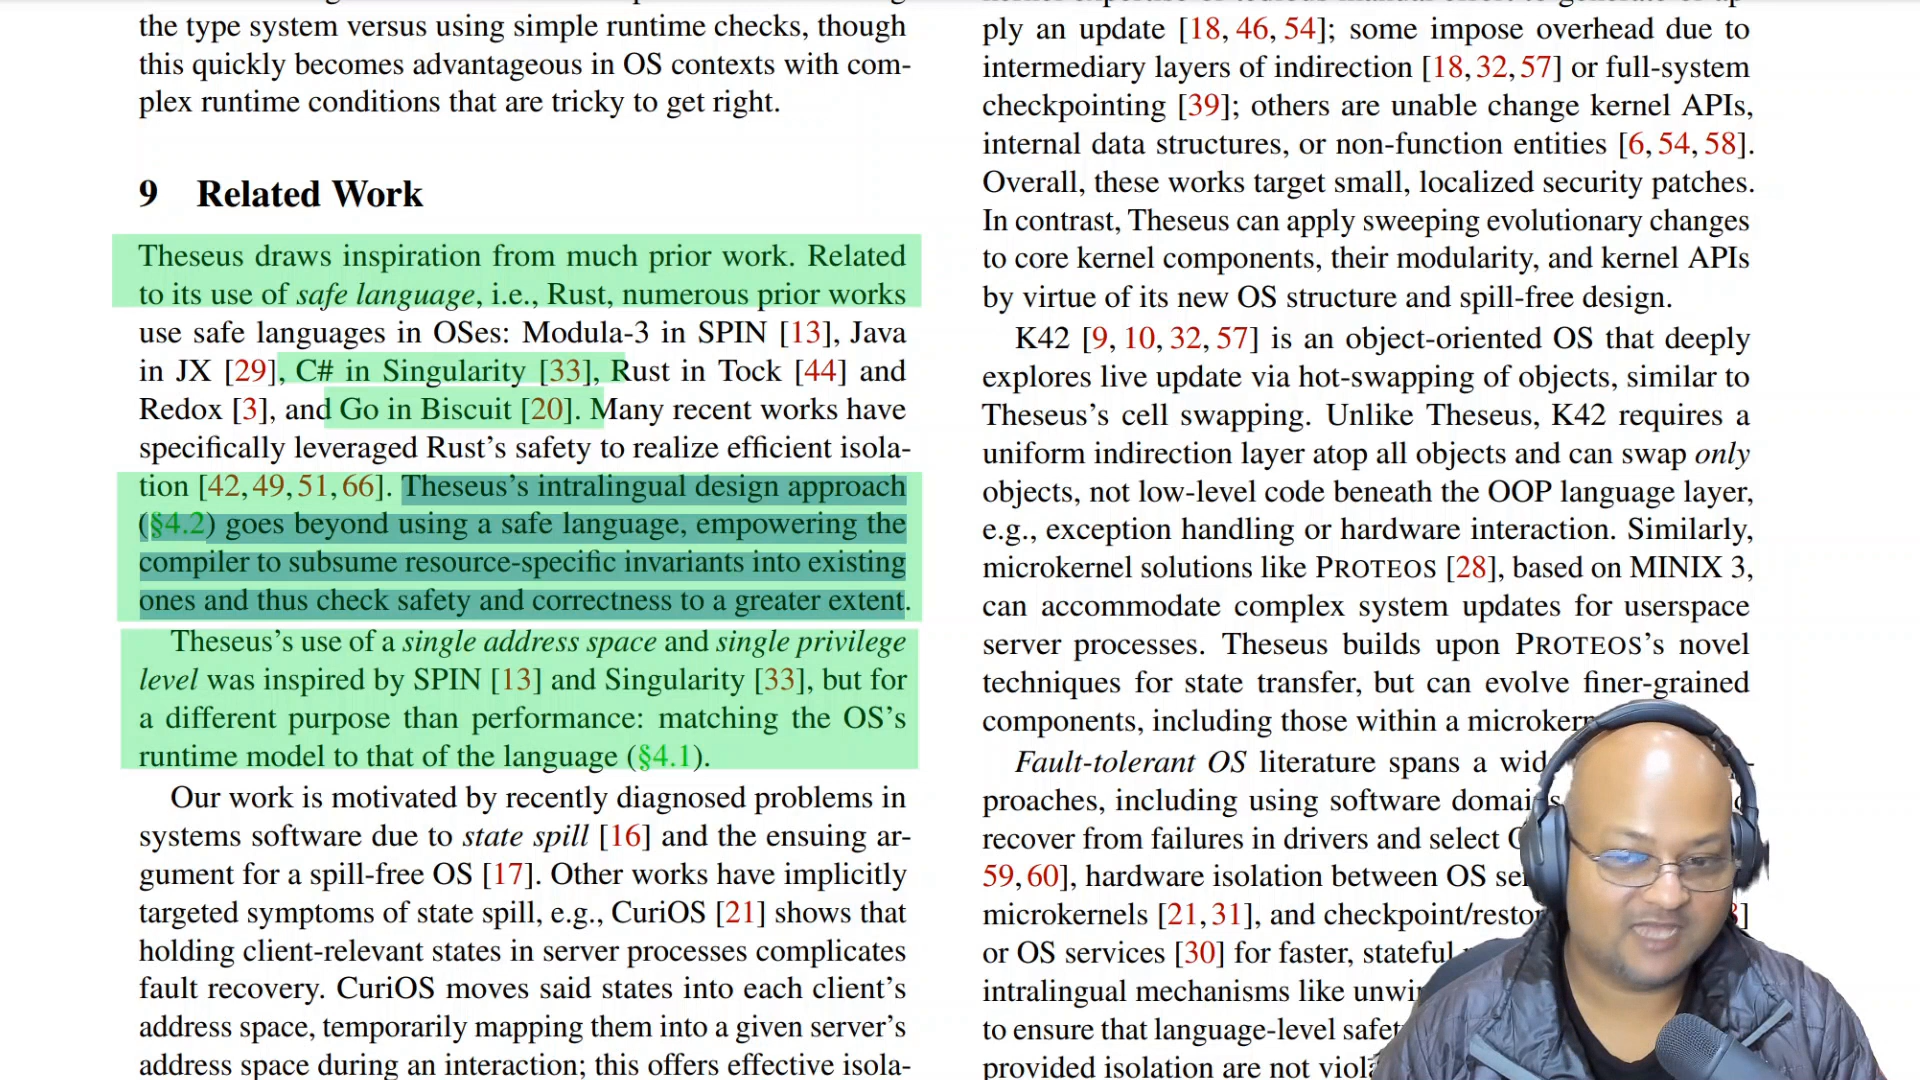 the type system versus using simple runtime checks, though
this quickly becomes advantageous in OS contexts with com-
plex runtime conditions that are tricky to get right.
9 Related Work
Theseus draws inspiration from much prior work. Related
to its use of safe language, i.e., Rust, numerous prior works
use safe languages in OSes: Modula-3 in SPIN [13], Java
in JX [29], C# in Singularity [33], Rust in Tock [44] and
Redox [3], and Go in Biscuit [20]. Many recent works have
specifically leveraged Rust's safety to realize efficient isola-
tion [42, 49, 51, 66]. Theseus's intralingual design approach
(§4.2) goes beyond using a safe language, empowering the
compiler to subsume resource-specific invariants into existing
ones and thus check safety and correctness to a greater extent.
Theseus's use of a single address space and single privilege
level was inspired by SPIN [13] and Singularity [33], but for
a different purpose than performance: matching the OS's
runtime model to that of the language (§4.1).
Our work is motivated by recently diagnosed problems in
systems software due to state spill [16] and the ensuing ar-
gument for a spill-free OS [17]. Other works have implicitly
targeted symptoms of state spill, e.g., CuriOS [21] shows that
holding client-relevant states in server processes complicates
fault recovery. CuriOS moves said states into each client's
address space, temporarily mapping them into a given server's
address space during an interaction; this offers effective isola-
ply an update [18, 46, 54]; some impose overhead due to
intermediary layers of indirection [18, 32, 57] or full-system
checkpointing [39]; others are unable change kernel APIs,
internal data structures, or non-function entities [6, 54, 58].
Overall, these works target small, localized security patches.
In contrast, Theseus can apply sweeping evolutionary changes
to core kernel components, their modularity, and kernel APIs
by virtue of its new OS structure and spill-free design.
K42 [9, 10, 32, 57] is an object-oriented OS that deeply
explores live update via hot-swapping of objects, similar to
Theseus's cell swapping. Unlike Theseus, K42 requires a
uniform indirection layer atop all objects and can swap only
objects, not low-level code beneath the OOP language layer,
e.g., exception handling or hardware interaction. Similarly,
microkernel solutions like PROTEOS [28], based on MINIX 3,
can accommodate complex system updates for userspace
server processes. Theseus builds upon PROTEOS's novel
techniques for state transfer, but can evolve finer-grained
components, including those within a
Fault-tolerant OS literature spans a
proaches, including using software
recover from failures in drivers and select
59, 60], hardware isolation between OS
microkernels [21, 31], and
or OS services [30] for faster, stateful
intralingual mechanisms like
to ensure that language-level
provided isolation are not